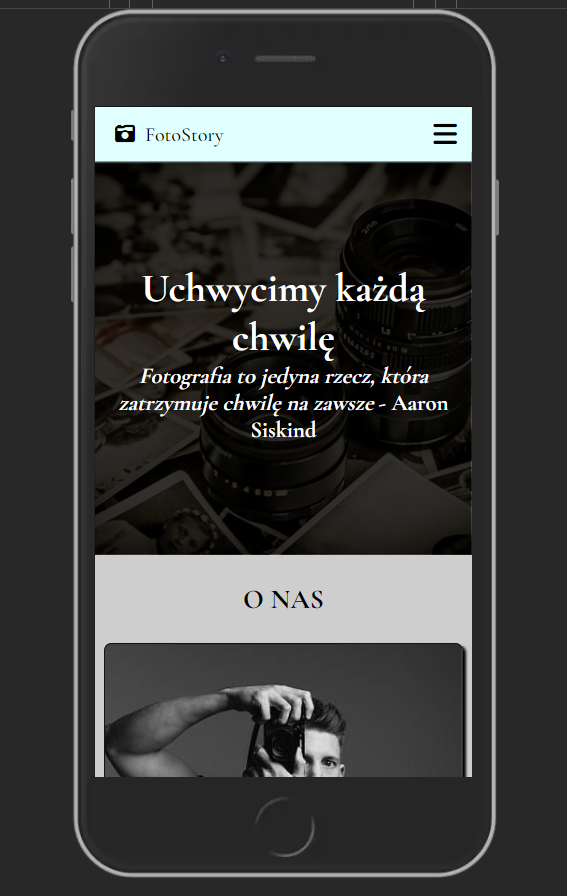 FotoStory
Uchwycimy każdą
chwilę
Fotografia to jedyna rzecz, która
zatrzymuje chwilę na zawsze - Aaron
Siskind
O NAS